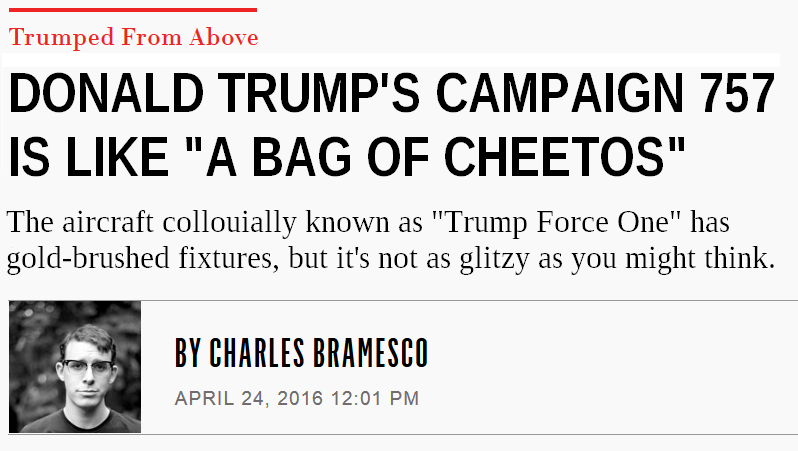 Trumped From Above
DONALD TRUMP'S CAMPAIGN 757
IS LIKE "A BAG OF CHEETOS"
The aircraft collouially known as "Trump Force One" has
gold-brushed fixtures, but it's not as glitzy as you might think.
BY CHARLES BRAMESCO
APRIL 24, 2016 12:01 PM